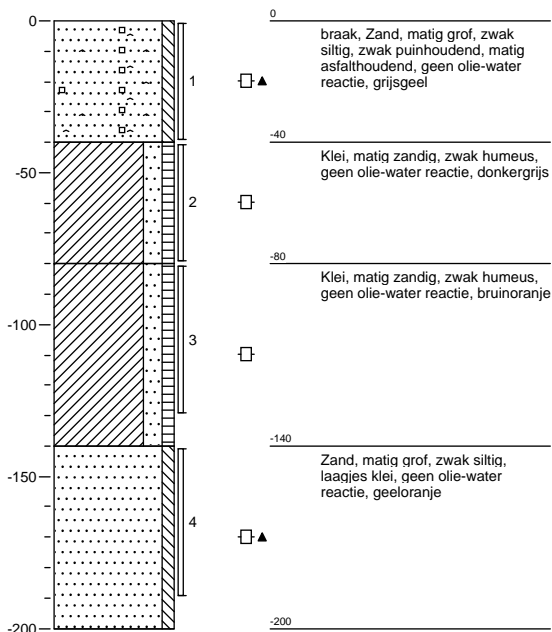 0
0
braak, Zand, matig grof, zwak
siltig, zwak puinhoudend, matig
asfalthoudend, geen olie-water
reactie, grijsgeel
1
-40
Klei, matig zandig, zwak humeus,
geen olie-water reactie, donkergrijs
-50
2
-80
Klei, matig zandig, zwak humeus,
geen olie-water reactie, bruinoranje
-100
3
-140
Zand, matig grof, zwak siltig,
laagjes klei, geen olie-water
reactie, geeloranje
-150
4
-200
-200